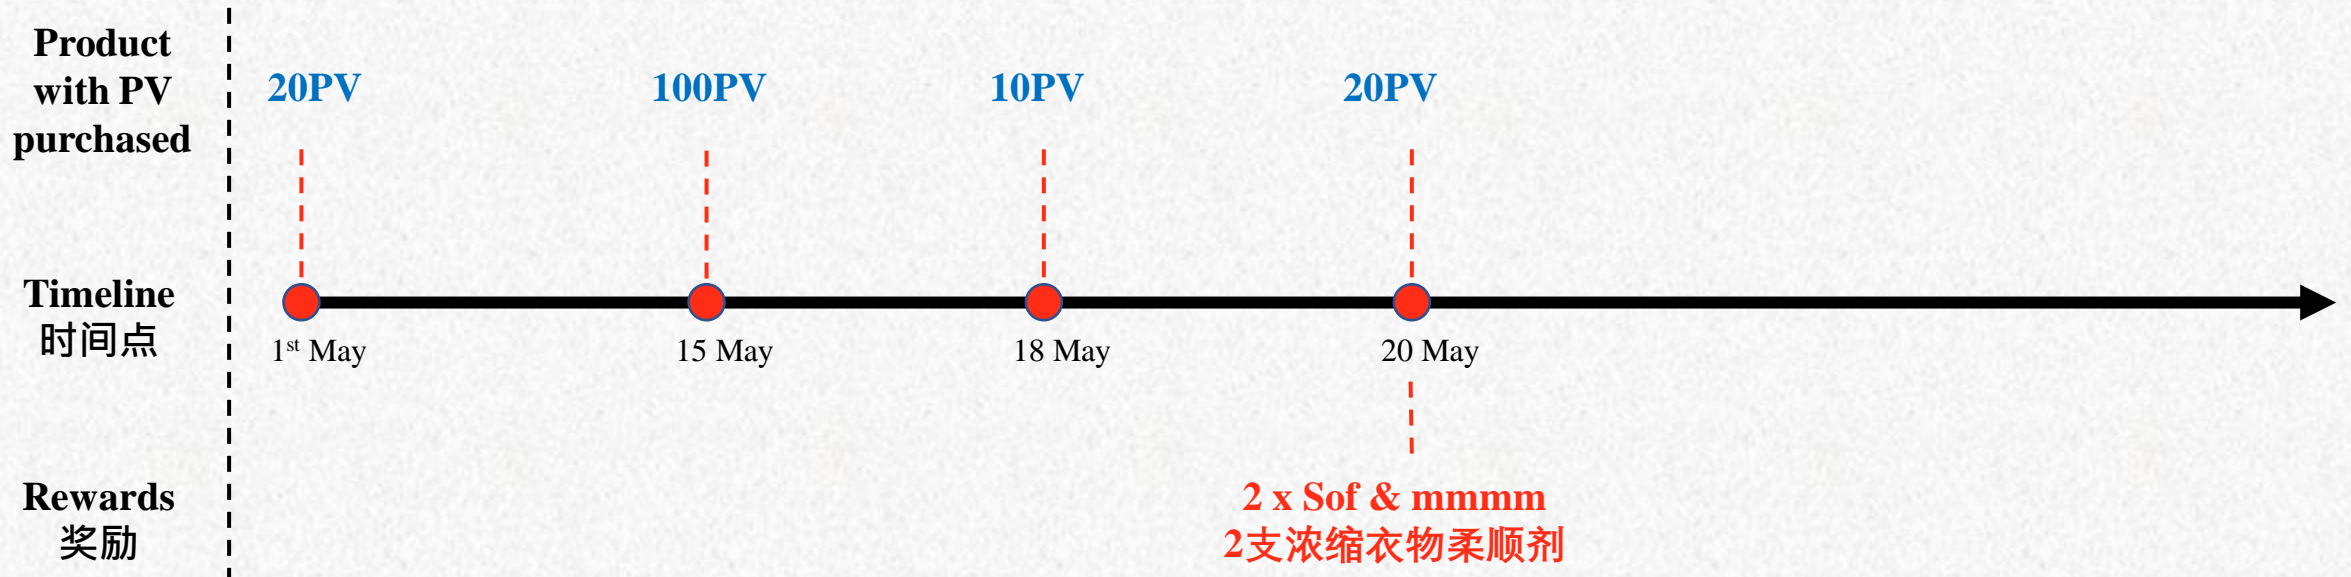 Product
with PV
purchased
20PV
100PV
10PV
20PV
Timeline
时间点
1st May
15 May
18 May
20 May
Rewards
奖励
2 x Sof & mmmm
2支浓缩衣物柔顺剂